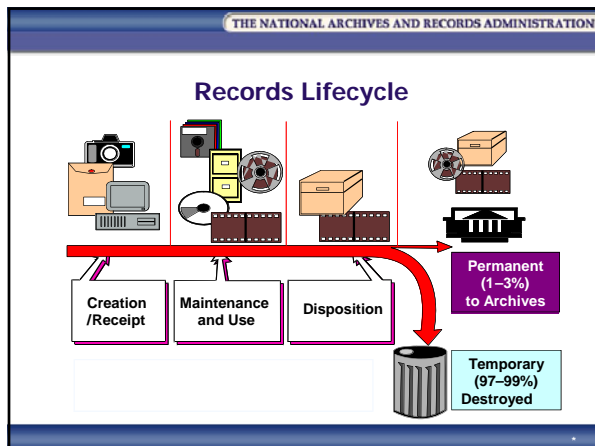 THE NATIONAL ARCHIVES AND RECORDS ADMINISTRATION
Records Lifecycle
Creation
/Receipt
Maintenance
and Use
Disposition
Permanent
(1–3%)
to Archives
Temporary
(97–99%)
Destroyed